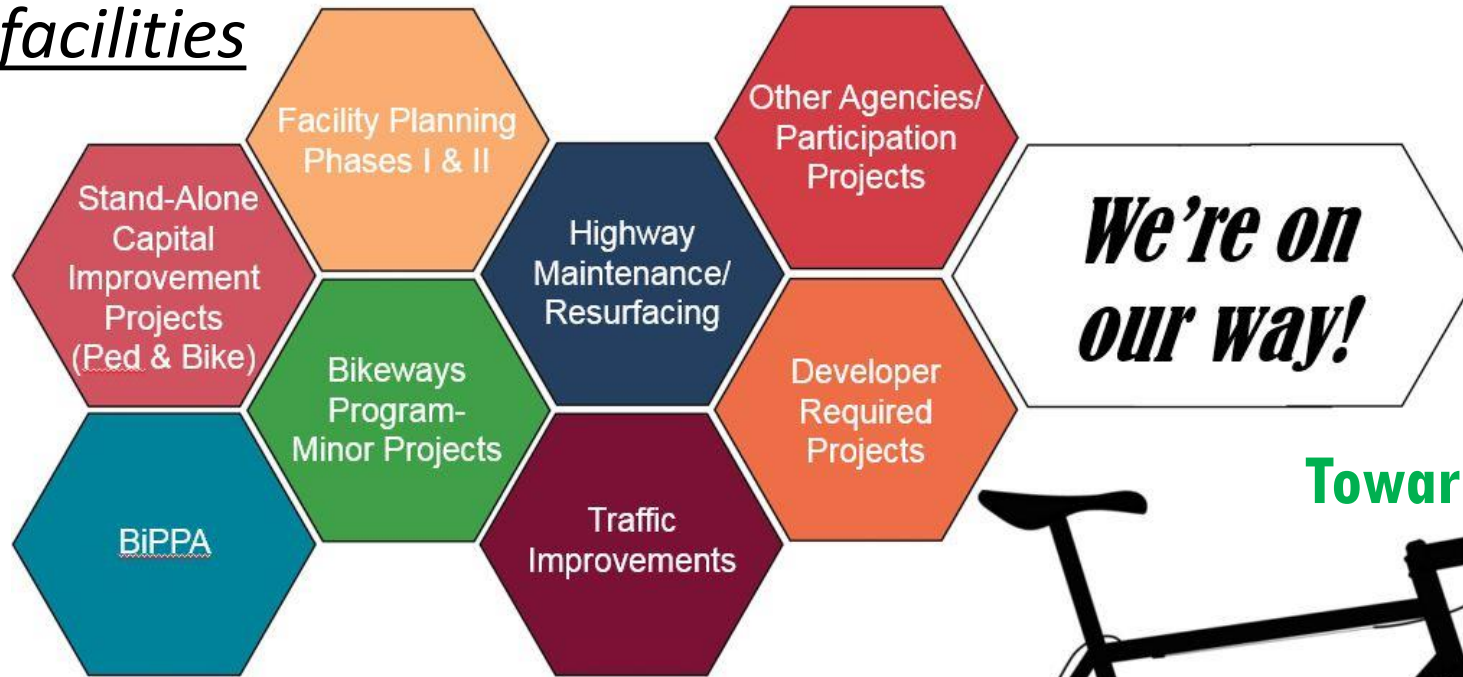 facilities
Facility Planning
Phases I & II
Other Agencies/
Participation
Projects
Stand-Alone
Capital
Improvement
Projects
(Ped & Bike)
Highway
Maintenance/
Resurfacing
We’re on
our way!
Bikeways
Program-
Minor Projects
Developer
Required
Projects
Towar
BiPPA
Traffic
Improvements